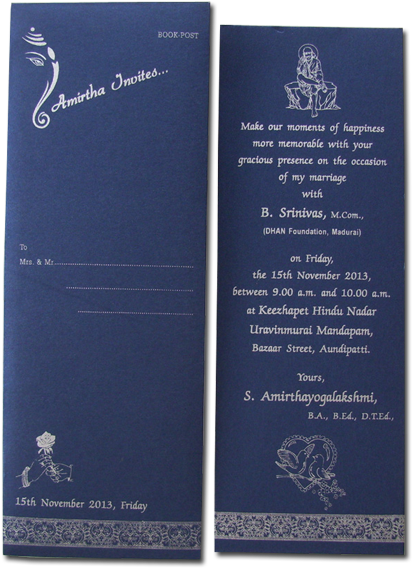 BOOK-POST
Amirtha Invites...
To
Mrs. & Mr.
15th November 2013, Friday
Make our moments of happiness
more memorable with your
gracious presence on the occasion
of my marriage
with
B. Srinivas, M.Com.,
(DHAN Foundation, Madurai)
on Friday,
the 15th November 2013,
between 9.00 a.m. and 10.00 a.m.
at Keezhapet Hindu Nadar
Uravinmurai Mandapam,
Bazaar Street, Aundipatti.
Yours,
S. Amirthayogalakshmi,
B.A., B.Ed., D.T.Ed.,